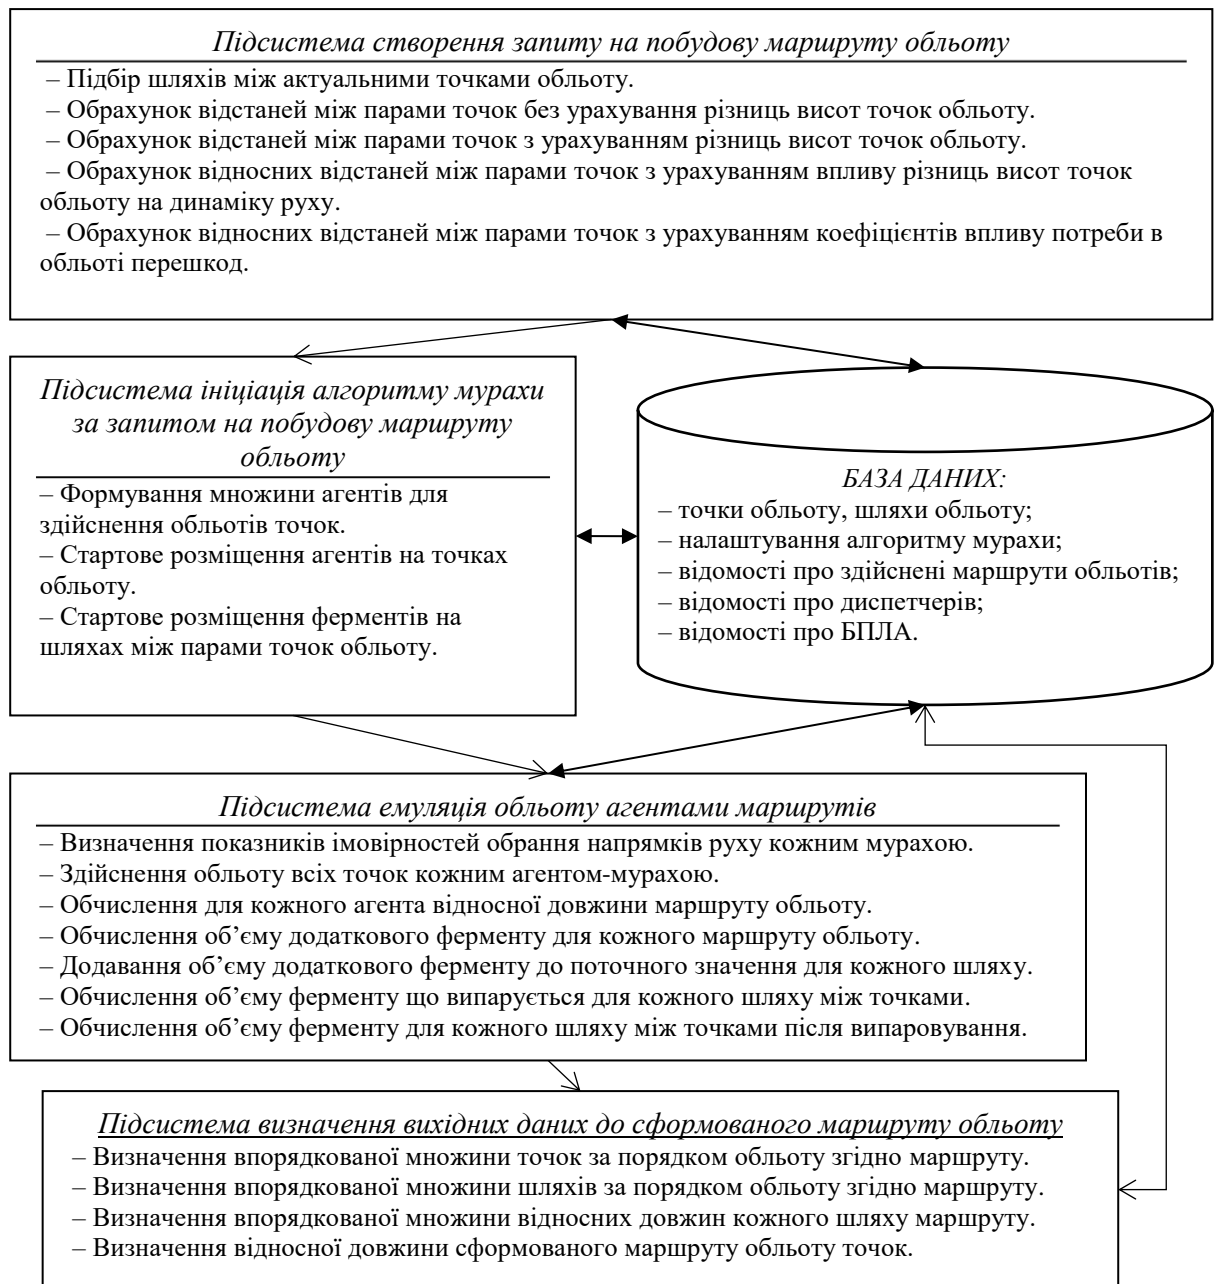 Підсистема створення запиту на побудову маршруту обльоту
– Підбір шляхів між актуальними точками обльоту.
– Обрахунок відстаней між парами точок без урахування різниць висот точок обльоту.
– Обрахунок відстаней між парами точок з урахуванням різниць висот точок обльоту.
– Обрахунок відносних відстаней між парами точок з урахуванням впливу різниць висот точок
обльоту на динаміку руху.
– Обрахунок відносних відстаней між парами точок з урахуванням коефіцієнтів впливу потреби в
обльоті перешкод.
Підсистема ініціація алгоритму мурахи
за запитом на побудову маршруту
обльоту
– Формування множини агентів для
здійснення обльотів точок.
– Стартове розміщення агентів на точках
обльоту.
– Стартове розміщення ферментів на
шляхах між парами точок обльоту.
БАЗА ДАНИХ:
– точки обльоту, шляхи обльоту;
– налаштування алгоритму мурахи;
– відомості про здійснені маршрути обльотів;
– відомості про диспетчерів;
– відомості про БПЛА.
Підсистема емуляція обльоту агентами маршрутів
– Визначення показників імовірностей обрання напрямків руху кожним мурахою.
– Здійснення обльоту всіх точок кожним агентом-мурахою.
– Обчислення для кожного агента відносної довжини маршруту обльоту.
– Обчислення об’єму додаткового ферменту для кожного маршруту обльоту.
– Додавання об’єму додаткового ферменту до поточного значення для кожного шляху.
– Обчислення об’єму ферменту що випарується для кожного шляху між точками.
– Обчислення об’єму ферменту для кожного шляху між точками після випаровування.
Підсистема визначення вихідних даних до сформованого маршруту обльоту
– Визначення впорядкованої множини точок за порядком обльоту згідно маршруту.
– Визначення впорядкованої множини шляхів за порядком обльоту згідно маршруту.
– Визначення впорядкованої множини відносних довжин кожного шляху маршруту.
– Визначення відносної довжини сформованого маршруту обльоту точок.